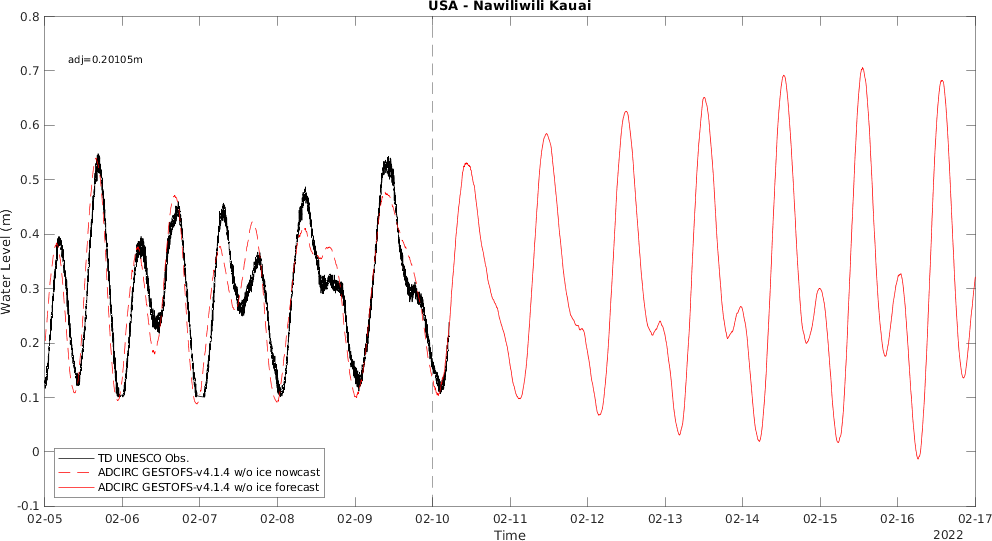 USA - Nawiliwili Kauai
0.8
adj=0.20105m
0.7
0.6
0.5
0.4
0.3
0.2
0.1
0
-0.1
Water Level (m)
TD UNESCO Obs.
ADCIRC GESTOFS-v4.1.4 w/o ice nowcast
ADCIRC GESTOFS-v4.1.4 w/o ice forecast
02-05 02-06 02-07 02-08 02-09 02-10 02-11 02-12 02-13 02-14 02-15 02-16 02-17
Time
2022